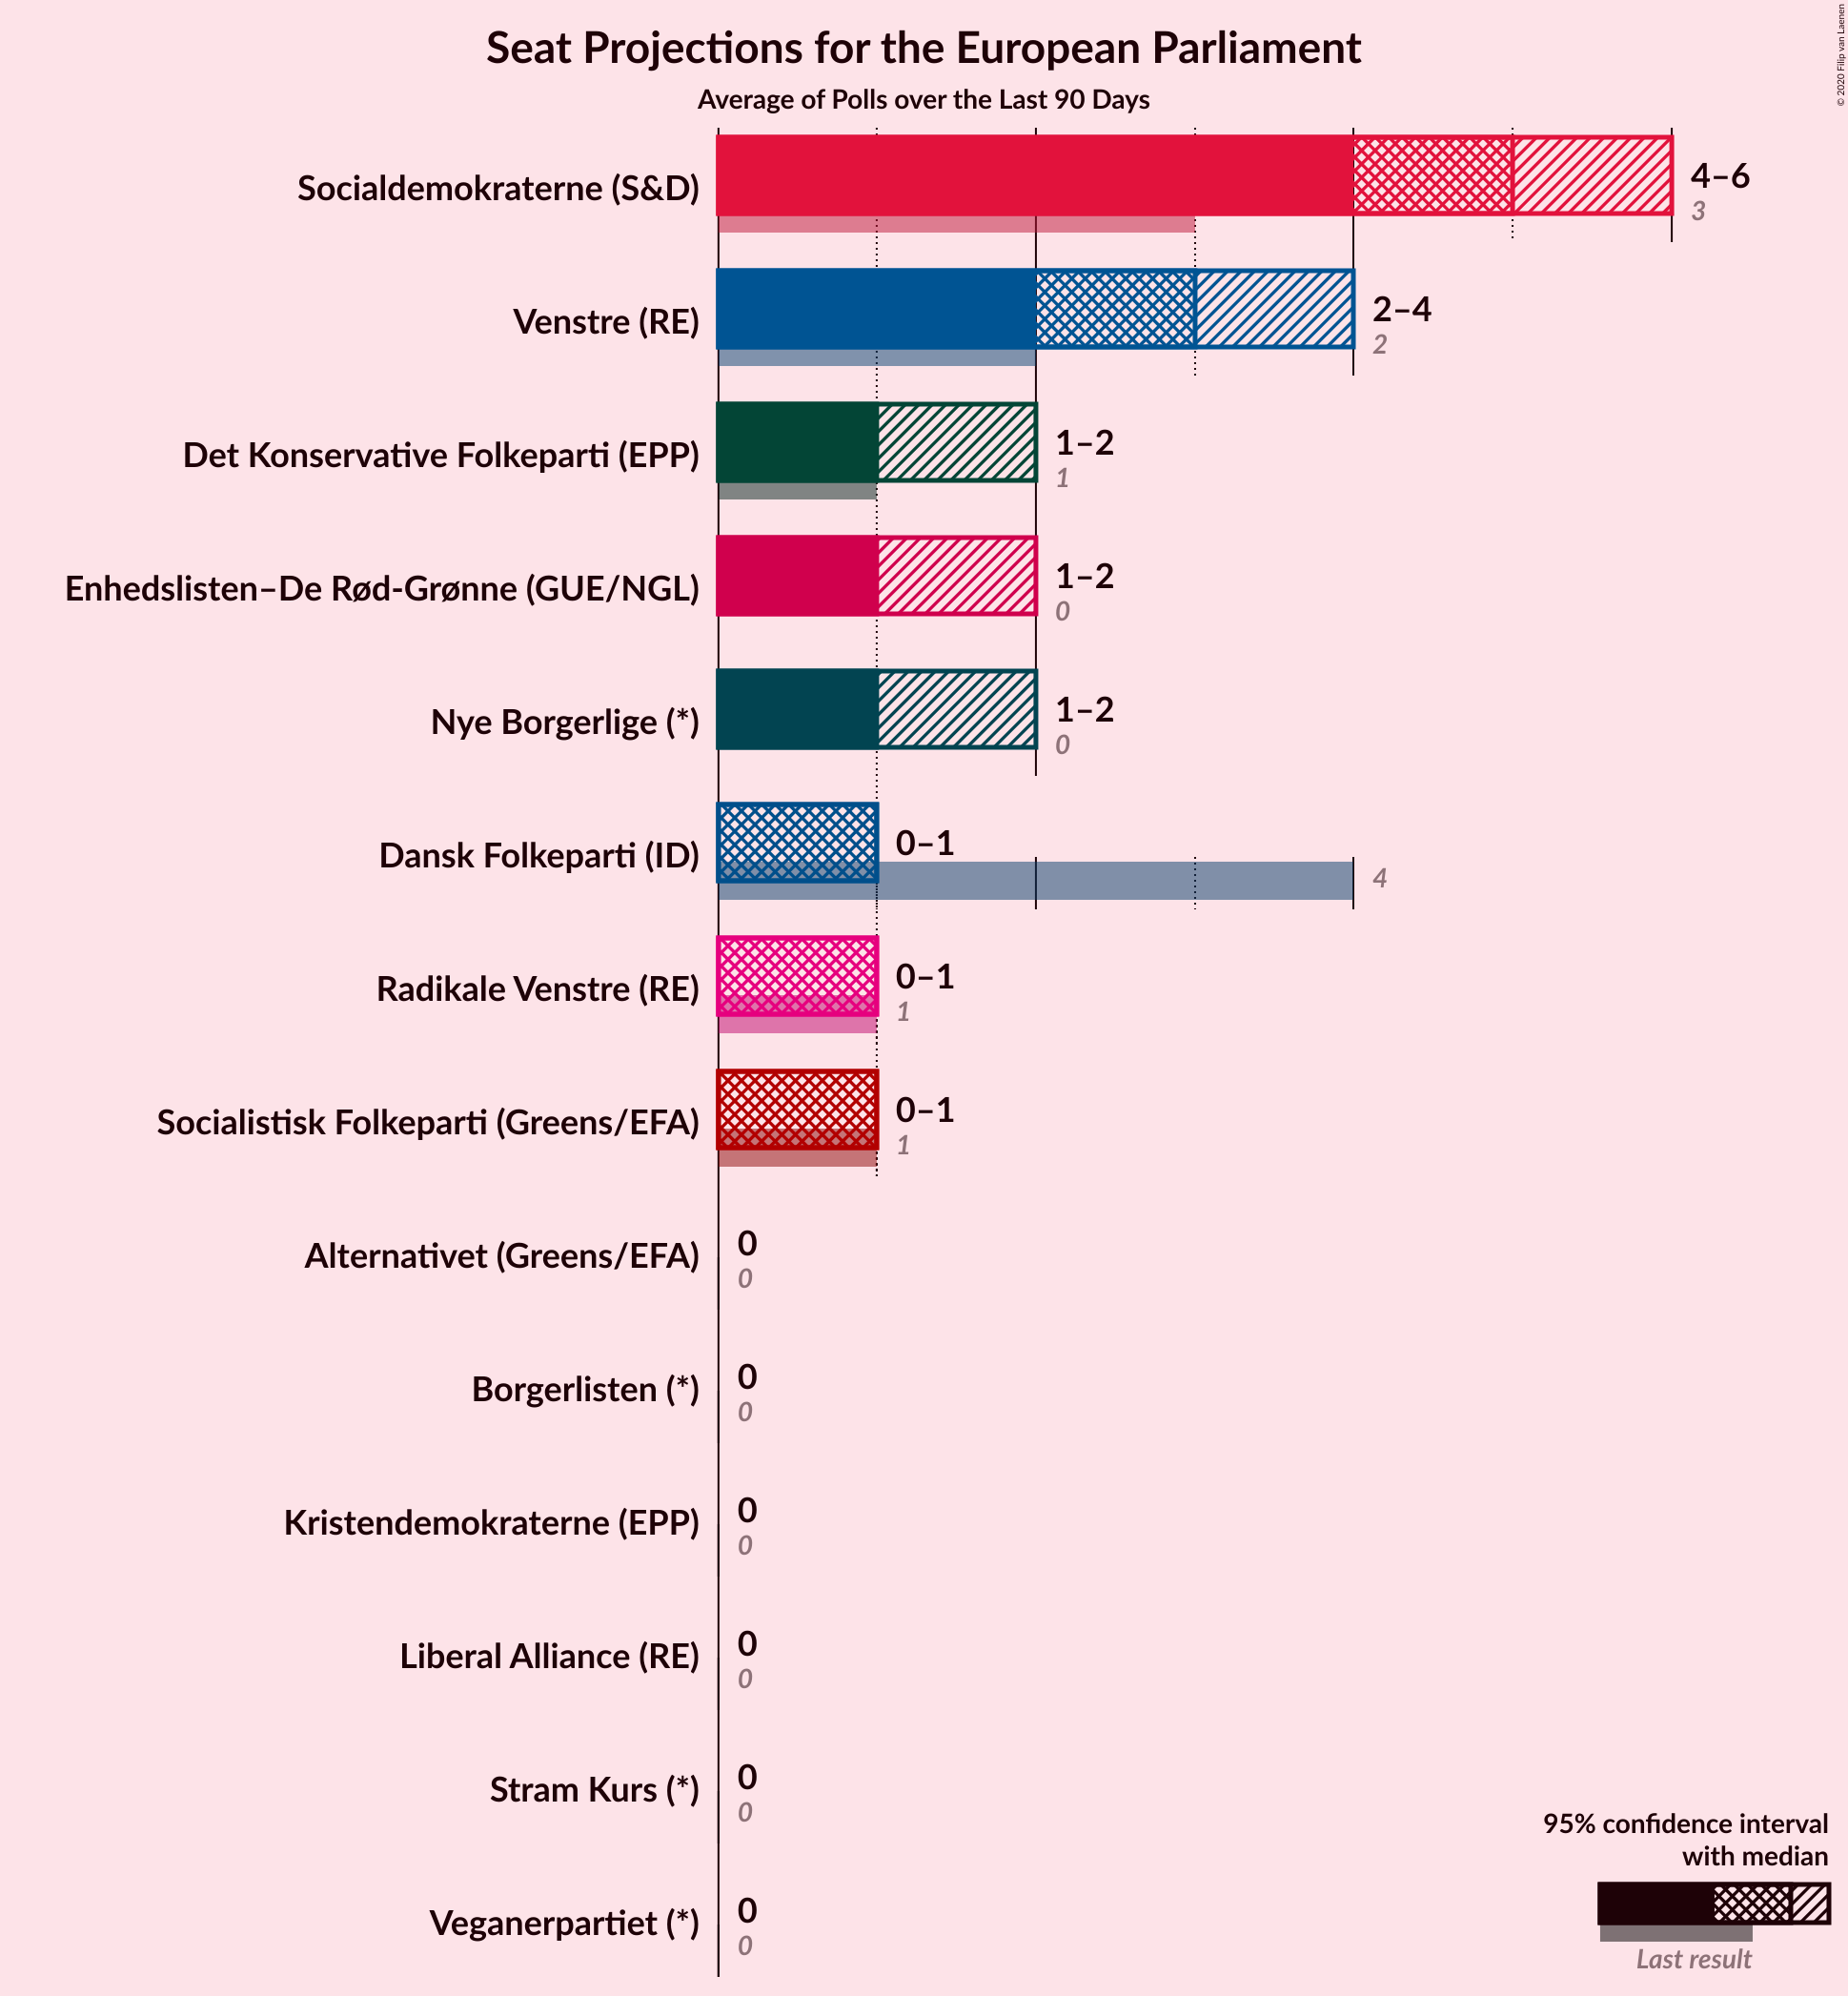 Seat Projections for the European Parliament
Average of Polls over the Last 90 Days
© 2020 Filip van Laenen
Socialdemokraterne (S&D)
4–6
3
Venstre (RE)
2–4
2
Det Konservative Folkeparti (EPP)
1–2
1
Enhedslisten–De Rød-Grønne (GUE/NGL)
1–2
0
Nye Borgerlige (*)
1–2
0
Dansk Folkeparti (ID)
0–1
4
Radikale Venstre (RE)
0–1
1
Socialistisk Folkeparti (Greens/EFA)
0–1
1
Alternativet (Greens/EFA)
0
0
Borgerlisten (*)
0
0
Kristendemokraterne (EPP)
0
0
Liberal Alliance (RE)
0
0
Stram Kurs (*)
0
0
Veganerpartiet (*)
0
0
95% confidence interval
with median
Last result